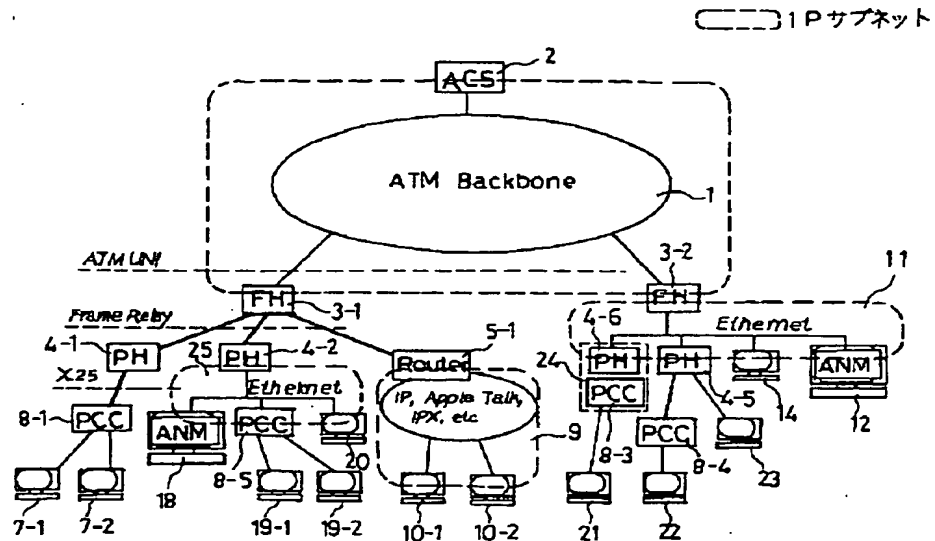 IPサブネット
2
ACS
ATM Backbone
1
ATM UNI
3-2
11
FH
3-1
FH
Frame Relay
4-6
Ethernet
4-1
PH
25
PH
4-2
5-1
Router
24
PH
PH
ANM
X.25
Ethernet
IP, Apple Talk,
IPX, etc
PCC
4-5
14
12
8-1
PCC
ANM
PCC
20
9
8-3
PCC
8-4
23
18
8-5
7-1
7-2
19-1
19-2
10-1
10-2
21
22